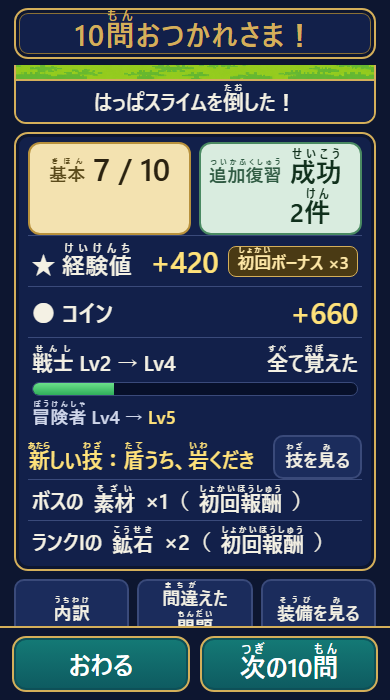 10問おつかれさま！
はっぱスライムを倒した！
基本 7 / 10
追加復習 成功 2件
★ 経験値 +420 初回ボーナス ×3
コイン +660
戦士 Lv2 → Lv4 全て覚えた
冒険者 Lv4 → Lv5
新しい技：盾うち、岩くだき 技を見る
ボスの 素材 ×1（ 初回報酬 ）
ランクIの 鉱石 ×2（ 初回報酬 ）
内訳 間違えた問題 装備を見る
おわる 次の10問